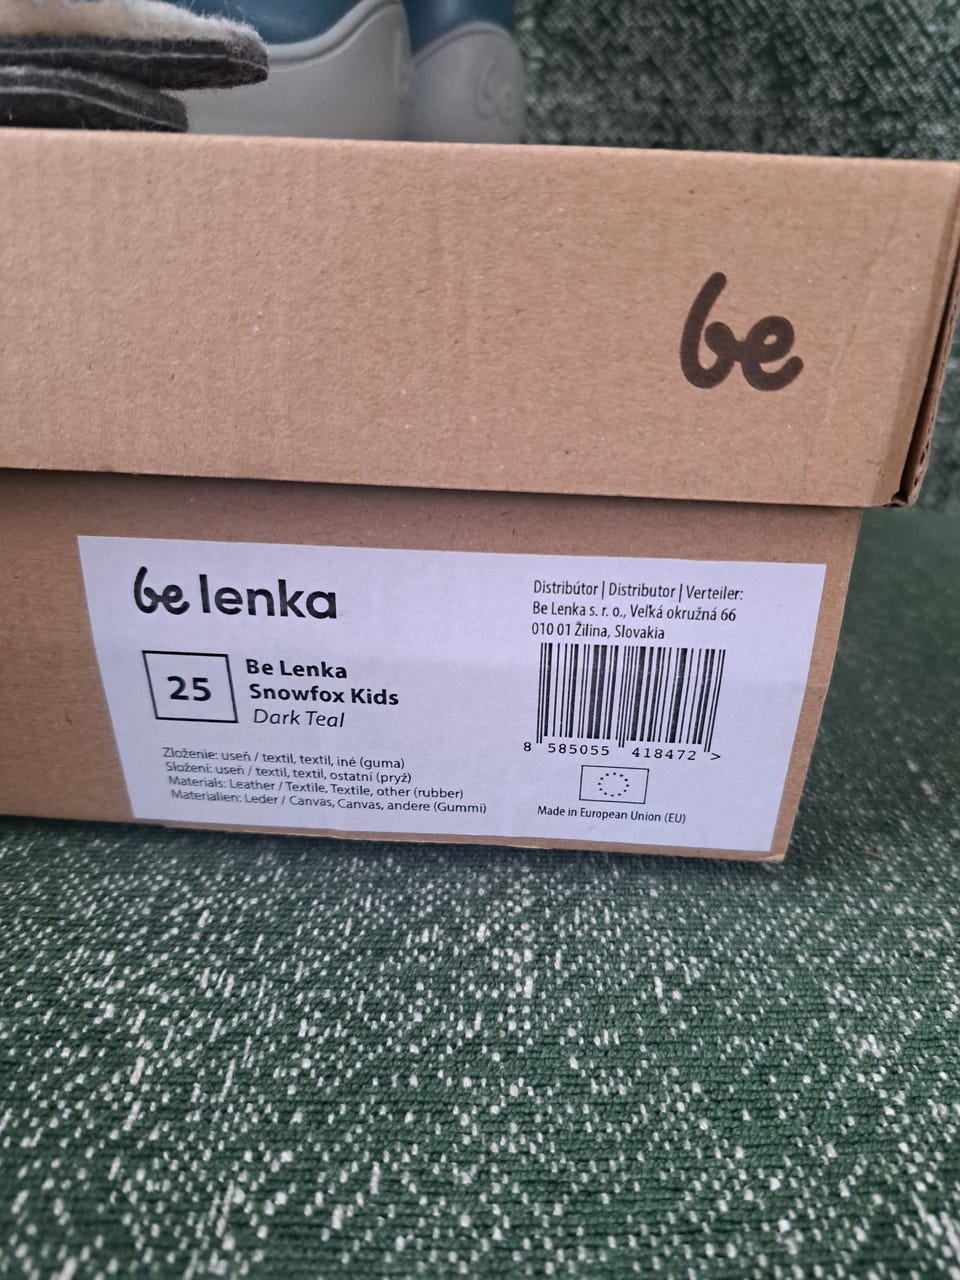 be
be
be lenka
25
Be Lenka
Snowfox Kids
Dark Teal
Zloženie: useň / textil, textil, iné (guma)
Složení: useň / textil, textil, ostatní (pryž)
Materials: Leather / Textile, Textile, other (rubber)
Materialien: Leder / Canvas, Canvas, andere (Gummi)
Distribútor | Distributor | Verteiler:
Be Lenka s. r. o., Veľká okružná 66
010 01 Žilina, Slovakia
8 585055 418472 >
Made in European Union (EU)